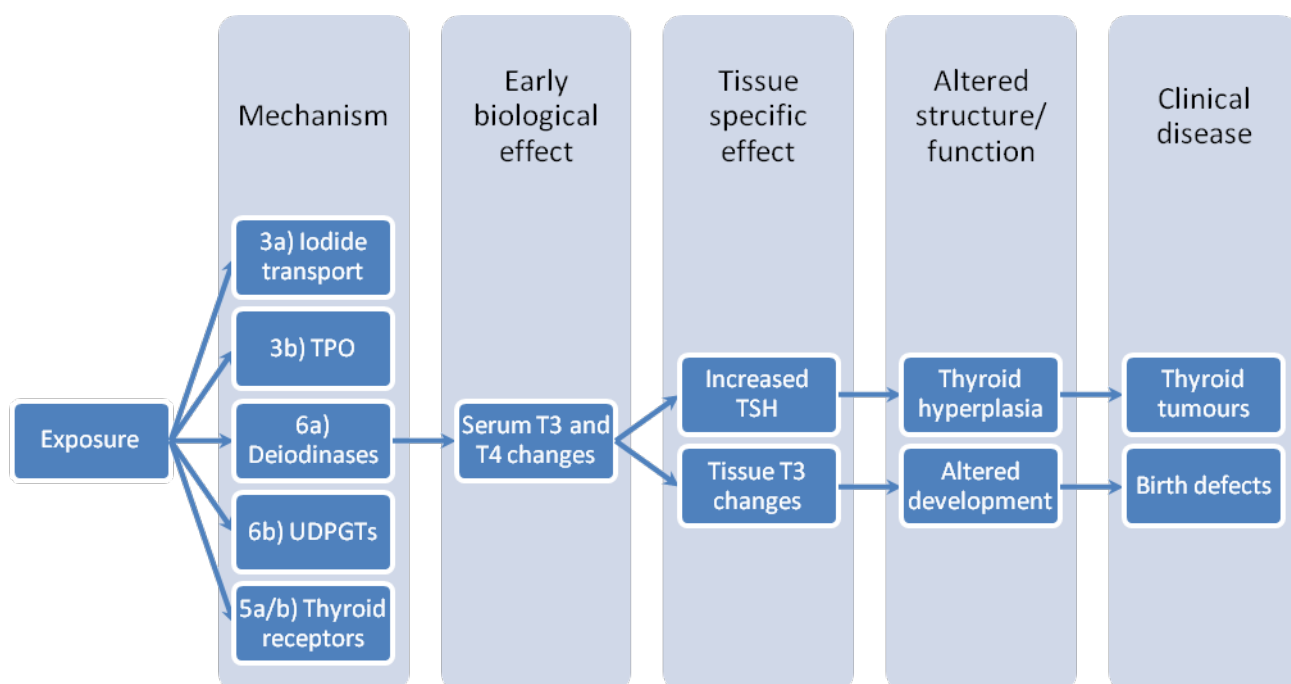 Mechanism
Early
biological
effect
Tissue
specific
effect
Altered
structure/
function
Clinical
disease
Exposure
3a) Iodide
transport
3b) TPO
6a)
Deiodinases
6b) UDPGTs
5a/b) Thyroid
receptors
Serum T3 and
T4 changes
Increased
TSH
Tissue T3
changes
Thyroid
hyperplasia
Altered
development
Thyroid
tumours
Birth defects